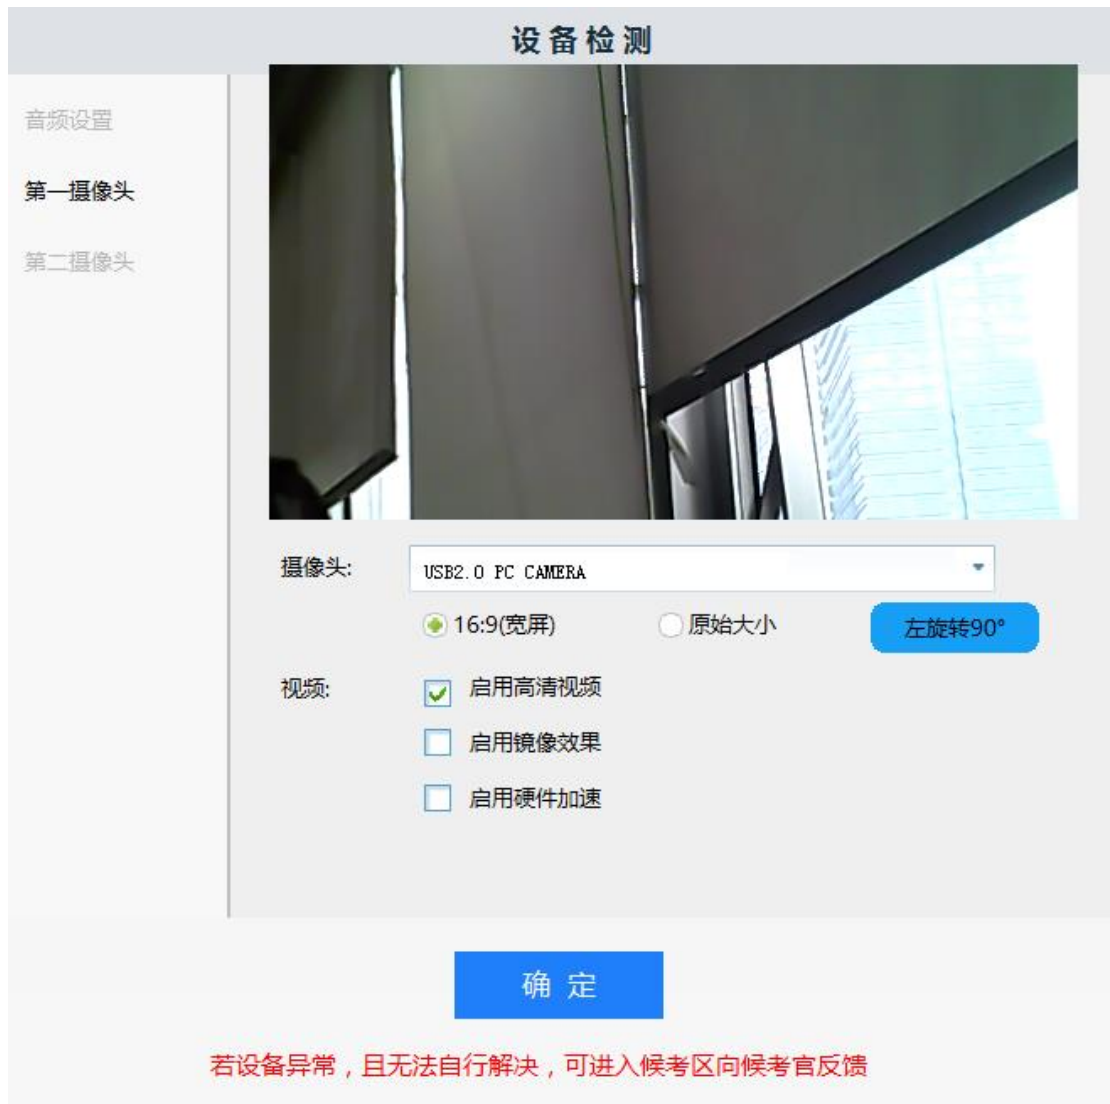 设备检测
音频设置
第一摄像头
第二摄像头
摄像头:
USB2.0 PC CAMERA
16:9(宽屏)
原始大小
左旋转90°
视频:
启用高清视频
启用镜像效果
启用硬件加速
确定
若设备异常，且无法自行解决，可进入候考区向候考官反馈